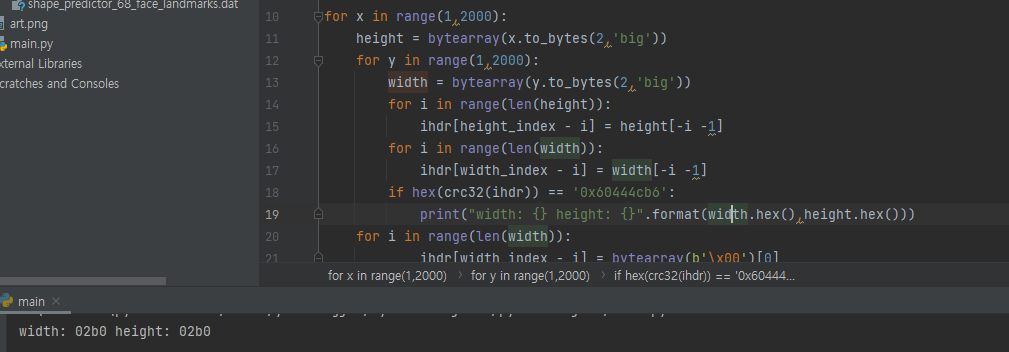 shape_predictor_68_face_landmarks.dat
art.png
main.py
xternal Libraries
cratches and Consoles
10 for x in range(1,2000):
11 height = bytearray(x.to_bytes(2,'big'))
12 for y in range(1,2000):
13 width = bytearray(y.to_bytes(2,'big'))
14 for i in range(len(height)):
15 ihdr[height_index - i] = height[-i -1]
16 for i in range(len(width)):
17 ihdr[width_index - i] = width[-i -1]
18 if hex(crc32(ihdr)) == '0x60444cb6':
19 print("width: {} height: {}".format(width.hex(),height.hex()))
20 for i in range(len(width)):
21 ihdr[width_index - i] = bytearray(b'\x00')[0]
for x in range(1,2000) › for y in range(1,2000) › if hex(crc32(ihdr)) == '0x60444...
main ×
width: 02b0 height: 02b0